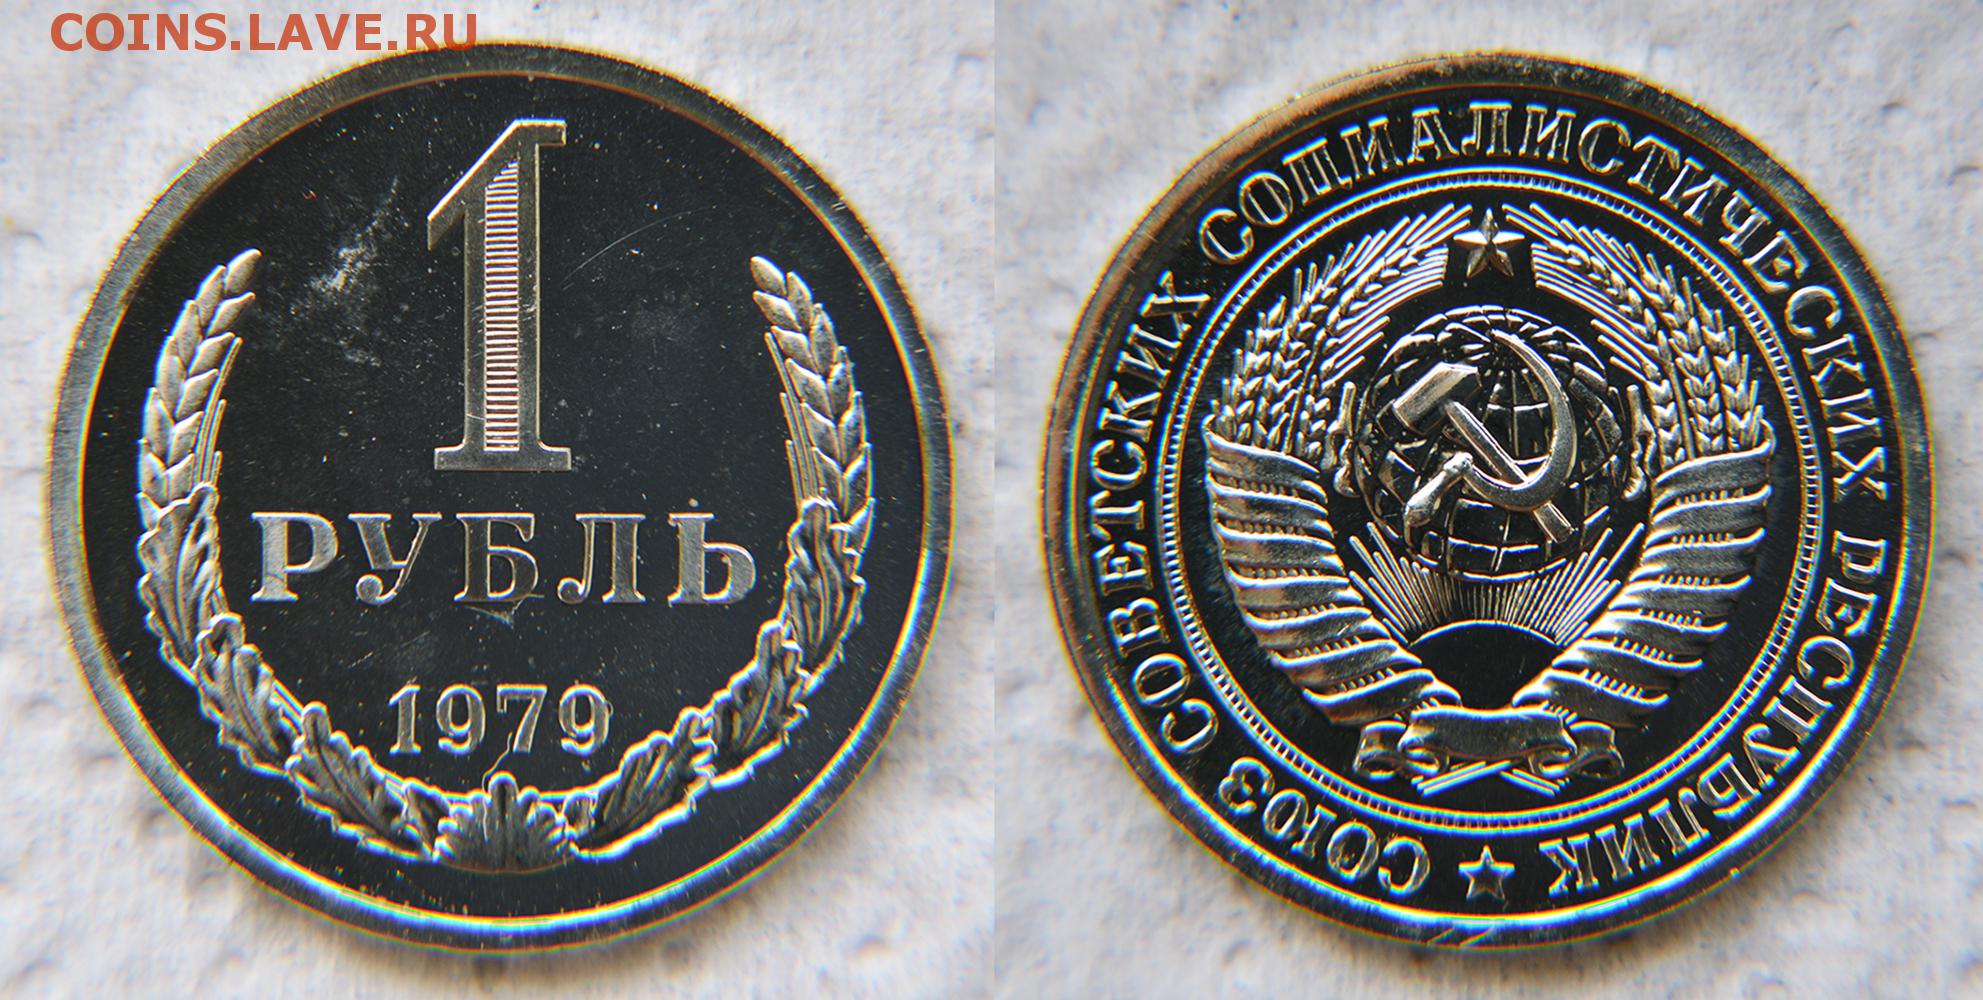 COINS.LAVE.RU
1
РУБЛЬ
1979
СОЮЗ СОВЕТСКИХ СОЦИАЛИСТИЧЕСКИХ РЕСПУБЛИК